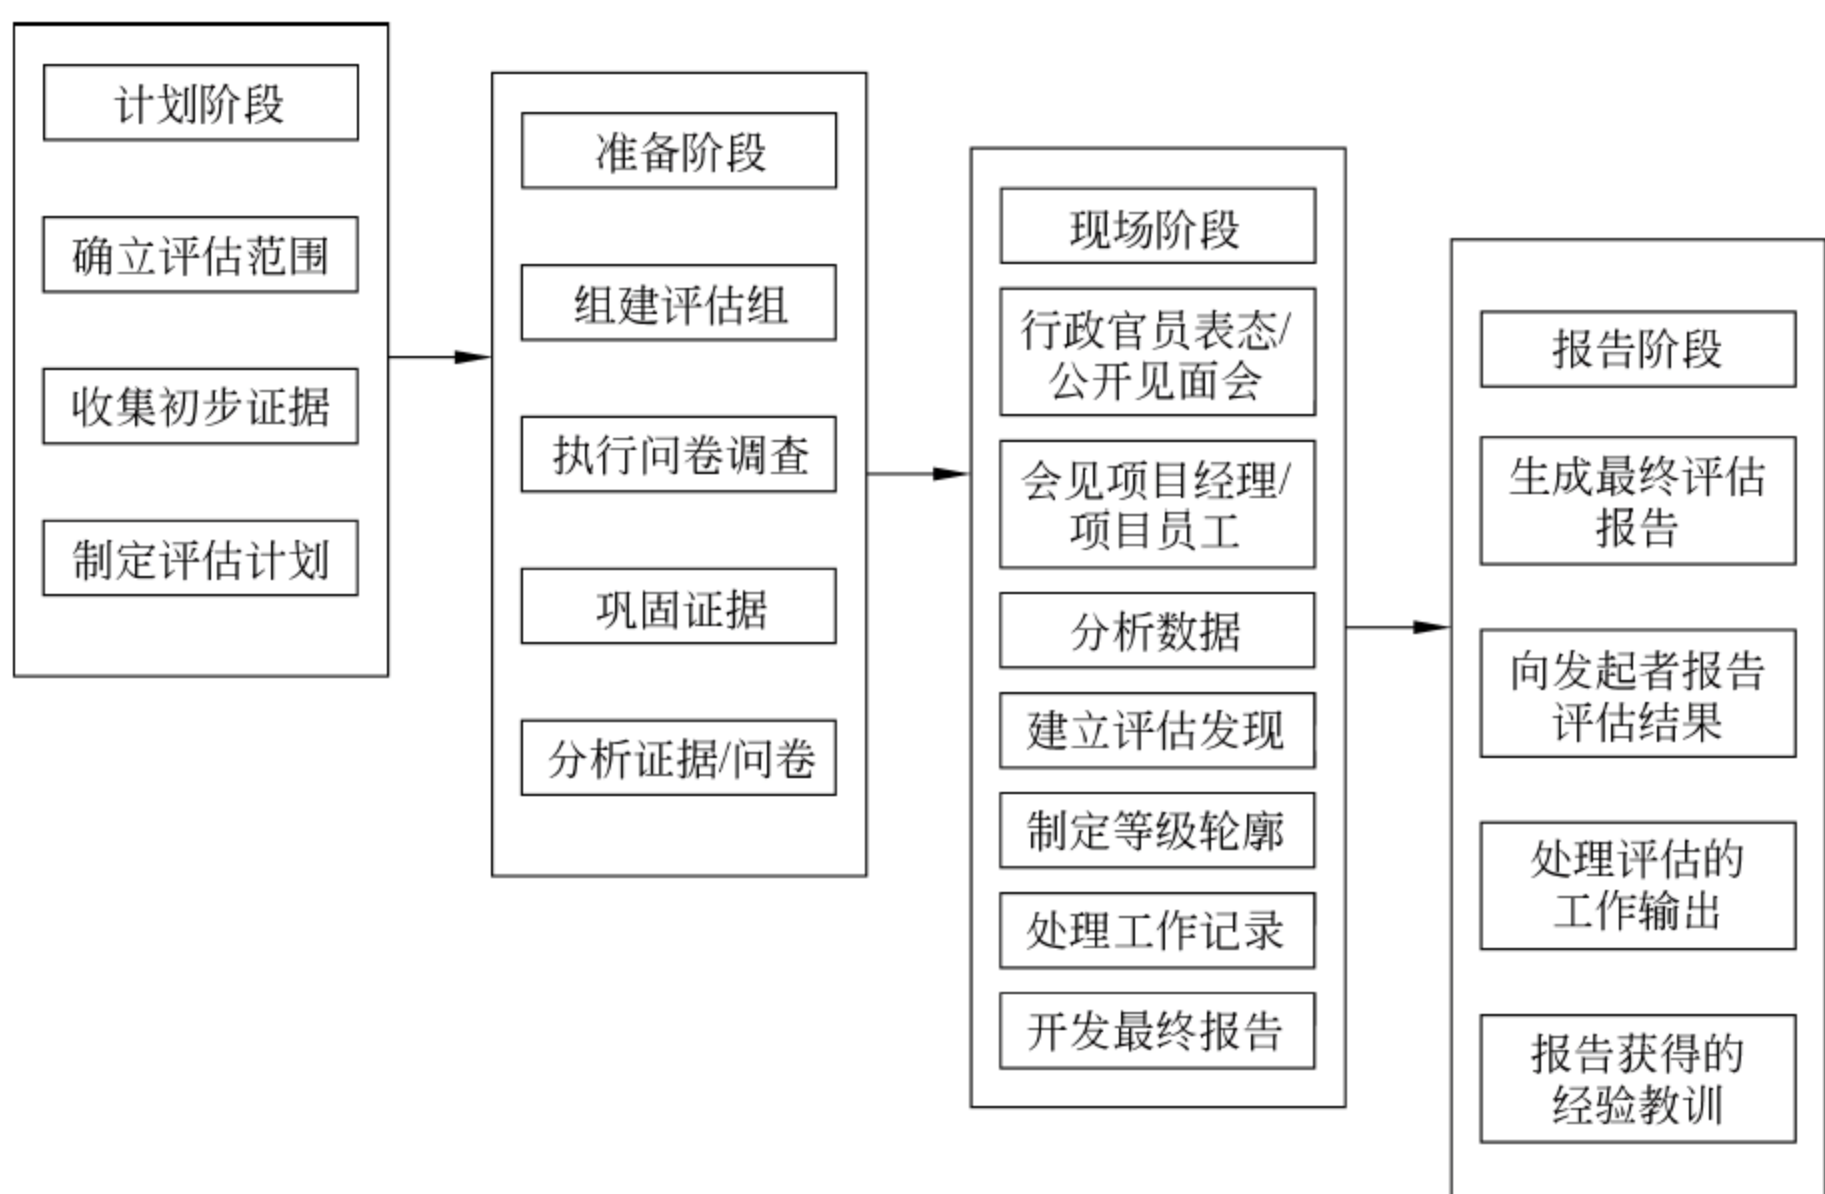 计划阶段
确立评估范围
收集初步证据
制定评估计划
准备阶段
组建评估组
执行问卷调查
巩固证据
分析证据/问卷
现场阶段
行政官员表态/
公开见面会
会见项目经理/
项目员工
分析数据
建立评估发现
制定等级轮廓
处理工作记录
开发最终报告
报告阶段
生成最终评估
报告
向发起者报告
评估结果
处理评估的
工作输出
报告获得的
经验教训